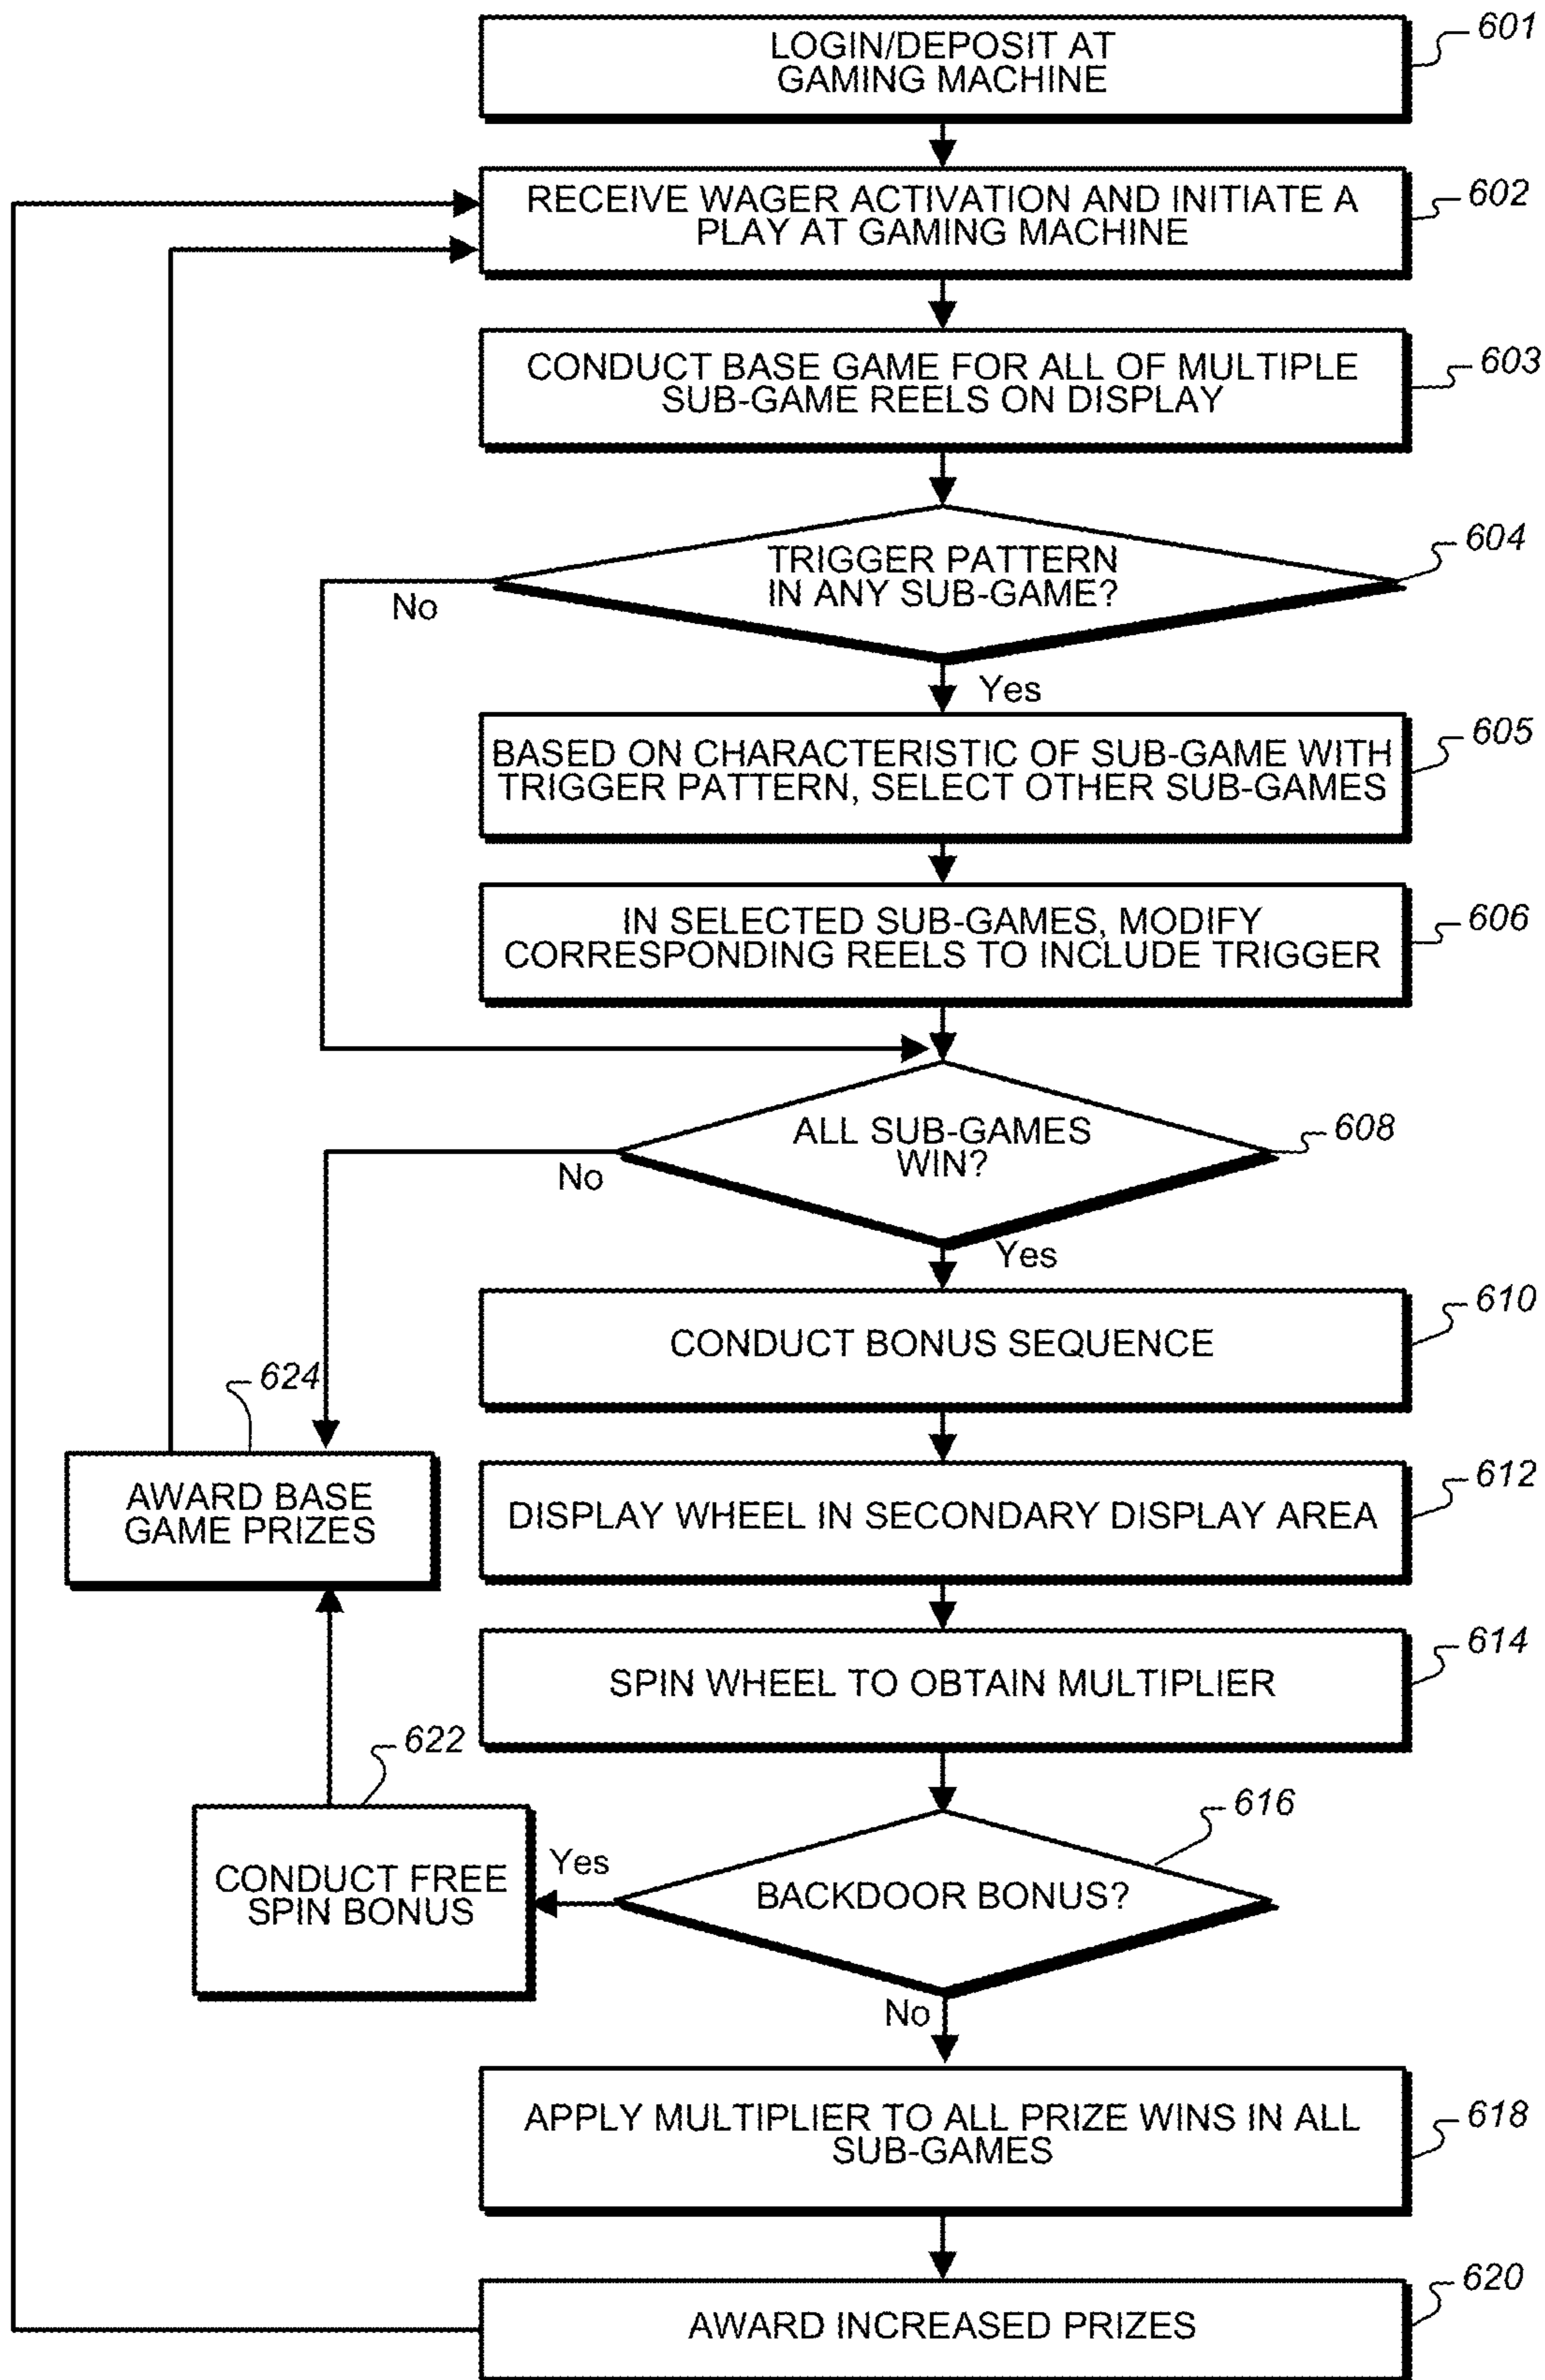 LOGIN/DEPOSIT AT
GAMING MACHINE
601
RECEIVE WAGER ACTIVATION AND INITIATE A
PLAY AT GAMING MACHINE
602
CONDUCT BASE GAME FOR ALL OF MULTIPLE
SUB-GAME REELS ON DISPLAY
603
TRIGGER PATTERN
IN ANY SUB-GAME?
604
No
Yes
BASED ON CHARACTERISTIC OF SUB-GAME WITH
TRIGGER PATTERN, SELECT OTHER SUB-GAMES
605
IN SELECTED SUB-GAMES, MODIFY
CORRESPONDING REELS TO INCLUDE TRIGGER
606
ALL SUB-GAMES
WIN?
608
No
Yes
CONDUCT BONUS SEQUENCE
610
624
AWARD BASE
GAME PRIZES
DISPLAY WHEEL IN SECONDARY DISPLAY AREA
612
SPIN WHEEL TO OBTAIN MULTIPLIER
614
622
CONDUCT FREE
SPIN BONUS
Yes
BACKDOOR BONUS?
616
No
APPLY MULTIPLIER TO ALL PRIZE WINS IN ALL
SUB-GAMES
618
AWARD INCREASED PRIZES
620